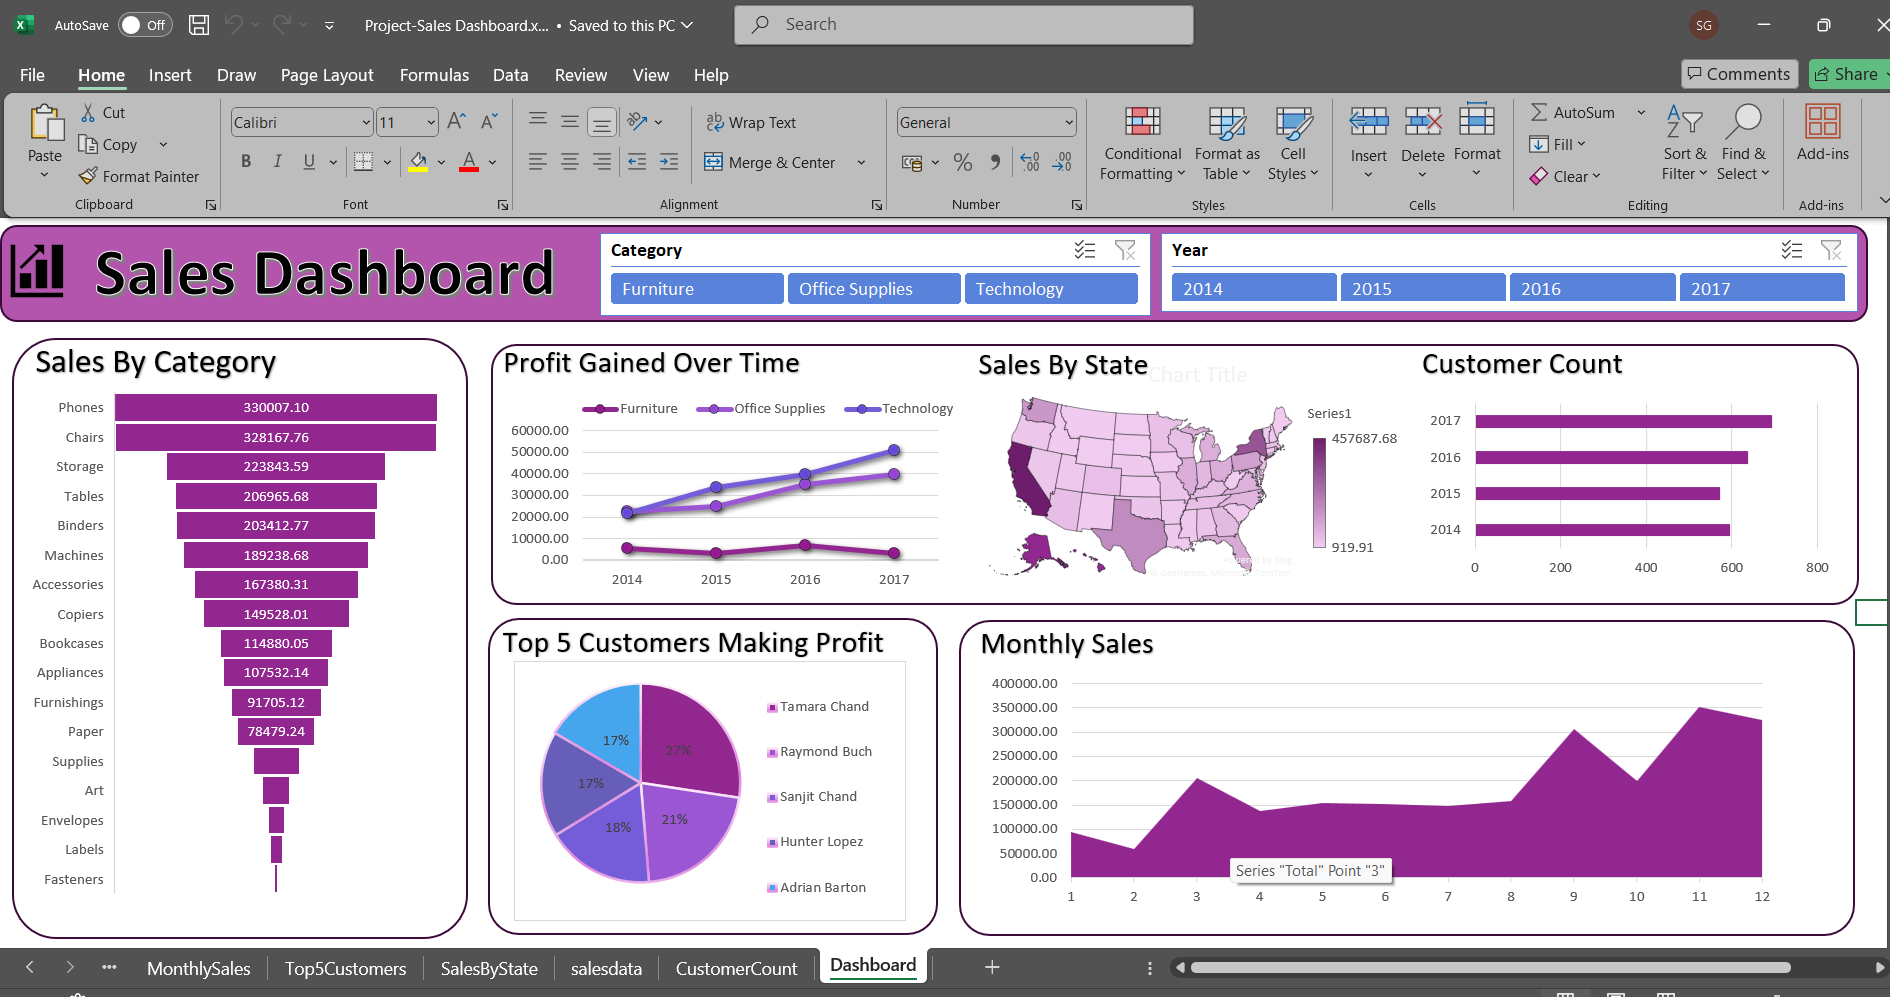 AutoSave Off Project-Sales Dashboard.x... • Saved to this PC Search SG
File Home Insert Draw Page Layout Formulas Data Review View Help Comments Share
Paste Cut Copy Format Painter Clipboard
Calibri 11 B I U A Font
Wrap Text Merge & Center Alignment
General % Number
Conditional Formatting Format as Table Cell Styles Styles
Insert Delete Format Cells
AutoSum Fill Clear Sort & Filter Find & Select Editing
Add-ins Add-ins
Sales Dashboard
Category
Furniture Office Supplies Technology
Year
2014 2015 2016 2017
Sales By Category
Phones 330007.10
Chairs 328167.76
Storage 223843.59
Tables 206965.68
Binders 203412.77
Machines 189238.68
Accessories 167380.31
Copiers 149528.01
Bookcases 114880.05
Appliances 107532.14
Furnishings 91705.12
Paper 78479.24
Supplies
Art
Envelopes
Labels
Fasteners
Profit Gained Over Time
Furniture Office Supplies Technology
60000.00
50000.00
40000.00
30000.00
20000.00
10000.00
0.00
2014 2015 2016 2017
Sales By State
Chart Title
Series1
457687.68
919.91
Powered by Bing
© GeoNames, Microsoft, TomTom
Customer Count
2017
2016
2015
2014
0 200 400 600 800
Top 5 Customers Making Profit
27%
21%
18%
17%
17%
Tamara Chand
Raymond Buch
Sanjit Chand
Hunter Lopez
Adrian Barton
Monthly Sales
400000.00
350000.00
300000.00
250000.00
200000.00
150000.00
100000.00
50000.00
0.00
Series "Total" Point "3"
1 2 3 4 5 6 7 8 9 10 11 12
MonthlySales Top5Customers SalesByState salesdata CustomerCount Dashboard